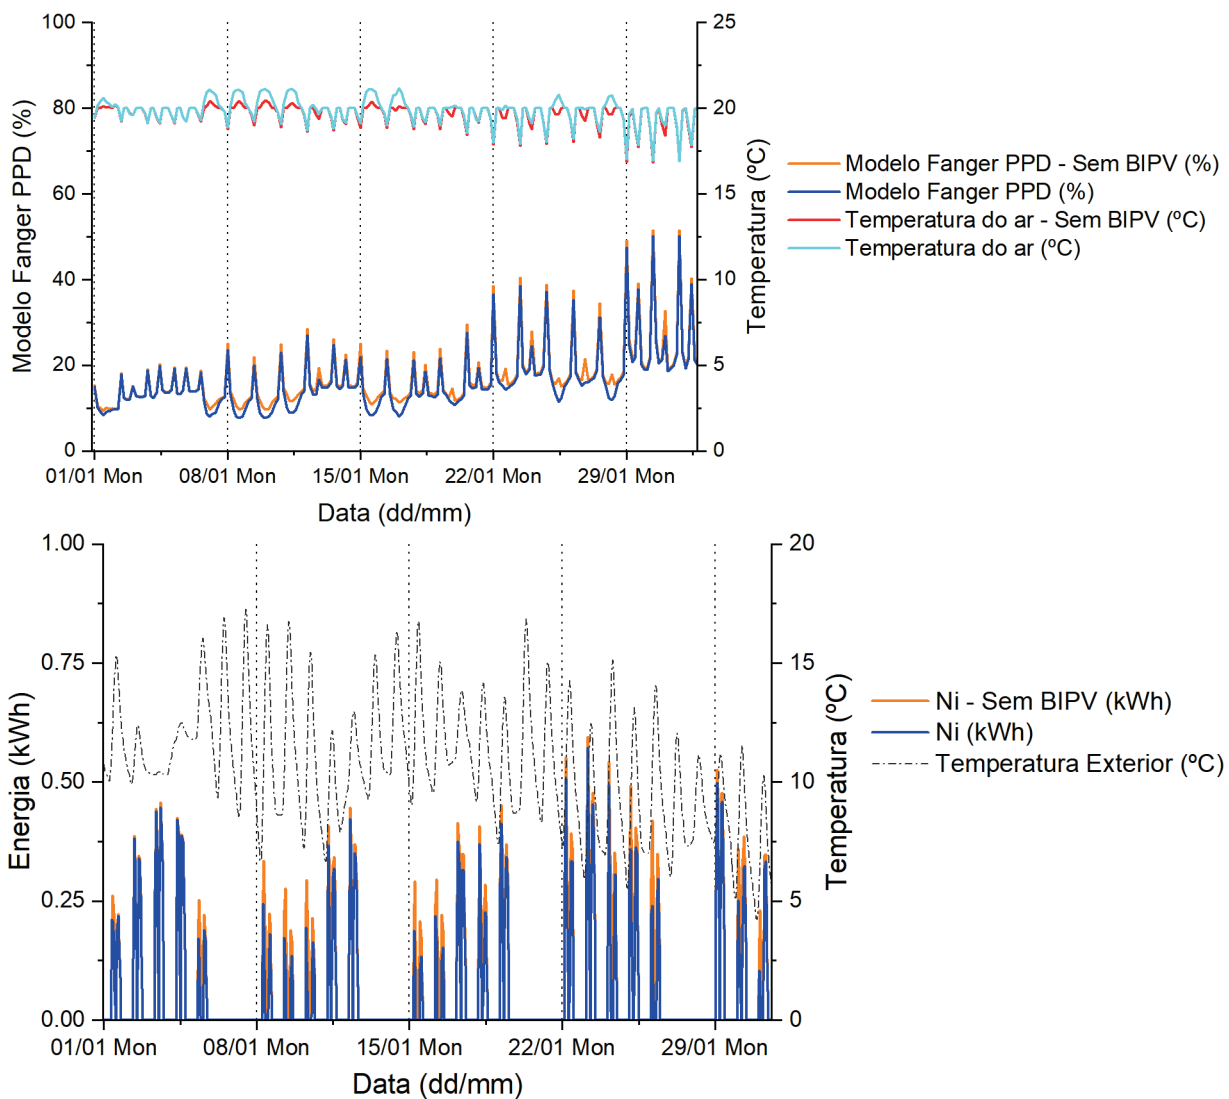 Modelo Fanger PPD (%)
100
80
60
40
20
0
25
20
15
10
5
0
Temperatura (ºC)
01/01 Mon
08/01 Mon
15/01 Mon
22/01 Mon
29/01 Mon
Data (dd/mm)
Modelo Fanger PPD - Sem BIPV (%)
Modelo Fanger PPD (%)
Temperatura do ar - Sem BIPV (ºC)
Temperatura do ar (ºC)
Energia (kWh)
1.00
0.75
0.50
0.25
0.00
20
15
10
5
0
Temperatura (ºC)
01/01 Mon
08/01 Mon
15/01 Mon
22/01 Mon
29/01 Mon
Data (dd/mm)
Ni - Sem BIPV (kWh)
Ni (kWh)
Temperatura Exterior (ºC)